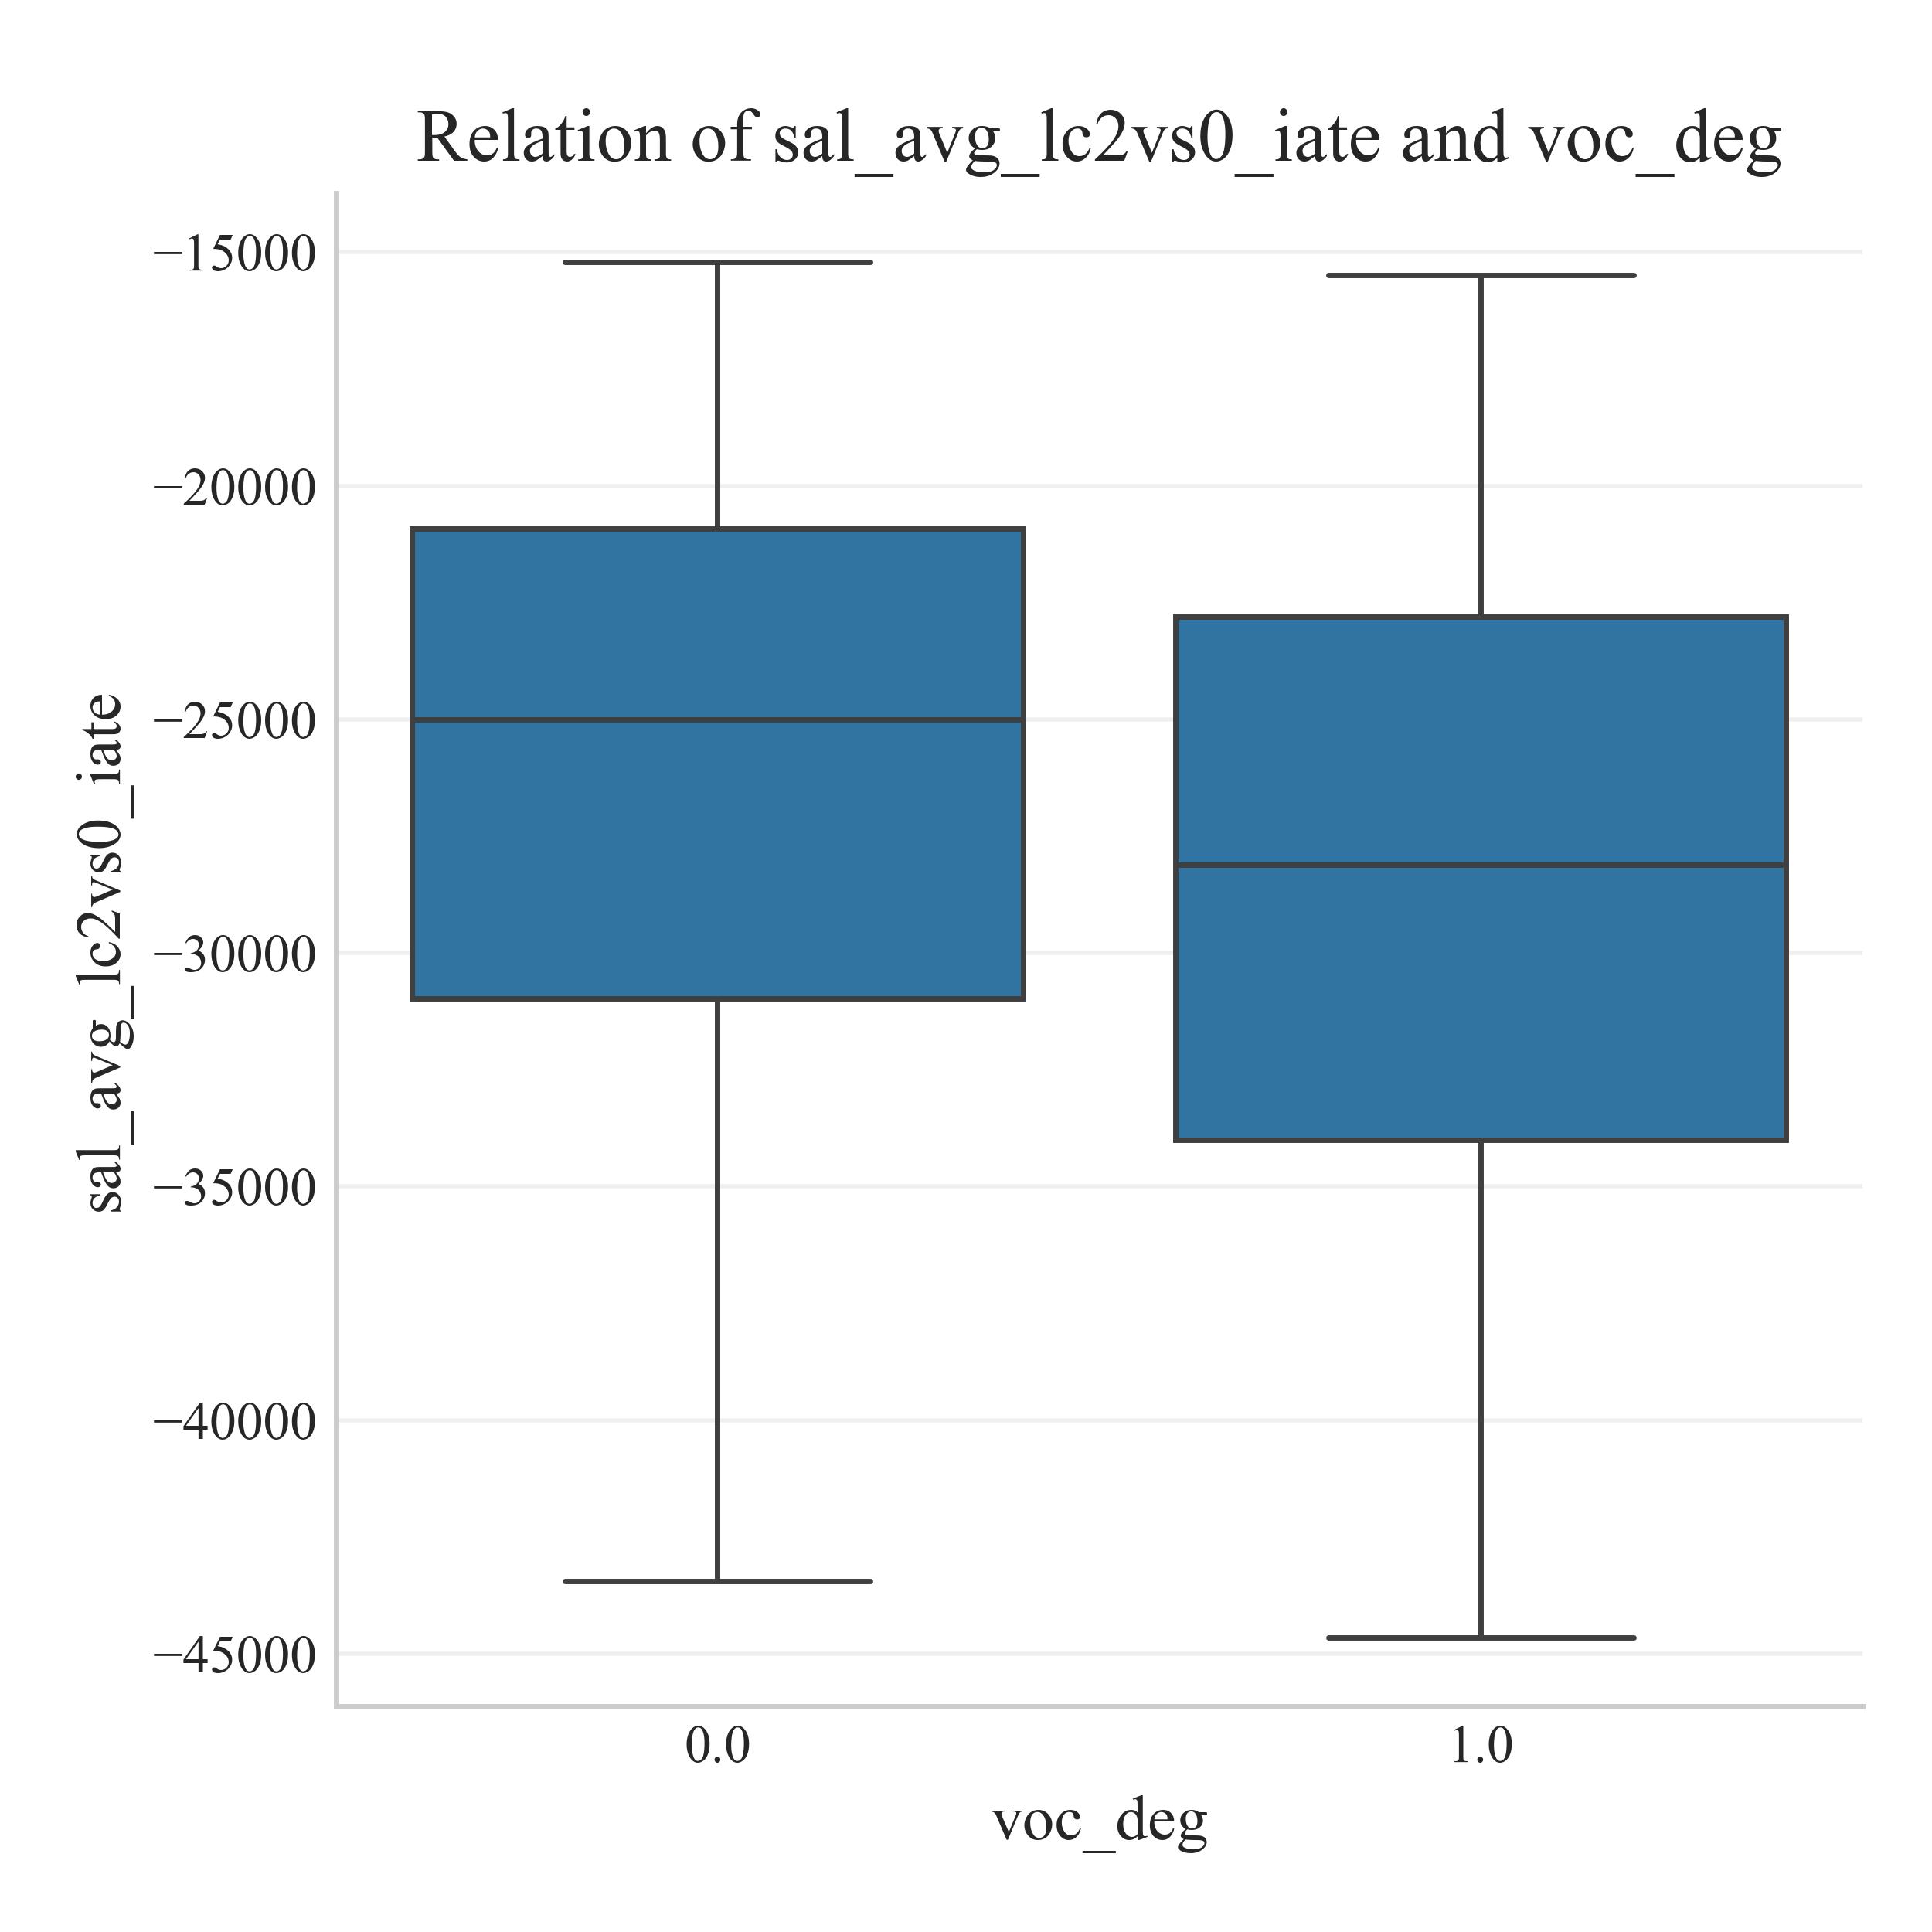 Relation of sal_avg_lc2vs0_iate and voc_deg
−15000
−20000
−25000
−30000
−35000
−40000
−45000
sal_avg_lc2vs0_iate
0.0 1.0
voc_deg